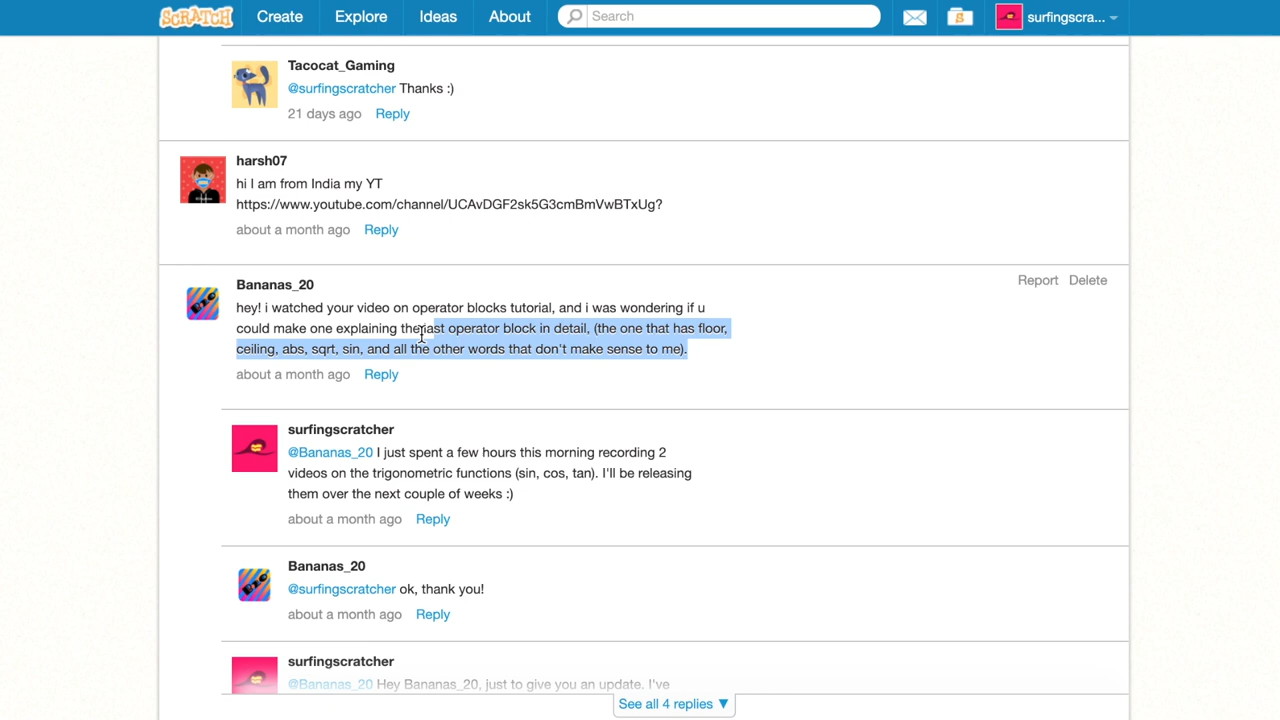 SCRATCH Create Explore Ideas About Search surfingscra...
Tacocat_Gaming
@surfingscratcher Thanks :)
21 days ago Reply
harsh07
hi I am from India my YT
https://www.youtube.com/channel/UCAvDGF2sk5G3cmBmVwBTxUg?
about a month ago Reply
Bananas_20
Report Delete
hey! i watched your video on operator blocks tutorial, and i was wondering if u
could make one explaining the last operator block in detail, (the one that has floor,
ceiling, abs, sqrt, sin, and all the other words that don't make sense to me).
about a month ago Reply
surfingscratcher
@Bananas_20 I just spent a few hours this morning recording 2
videos on the trigonometric functions (sin, cos, tan). I'll be releasing
them over the next couple of weeks :)
about a month ago Reply
Bananas_20
@surfingscratcher ok, thank you!
about a month ago Reply
surfingscratcher
@Bananas_20 Hey Bananas_20, just to give you an update. I've
See all 4 replies ▼